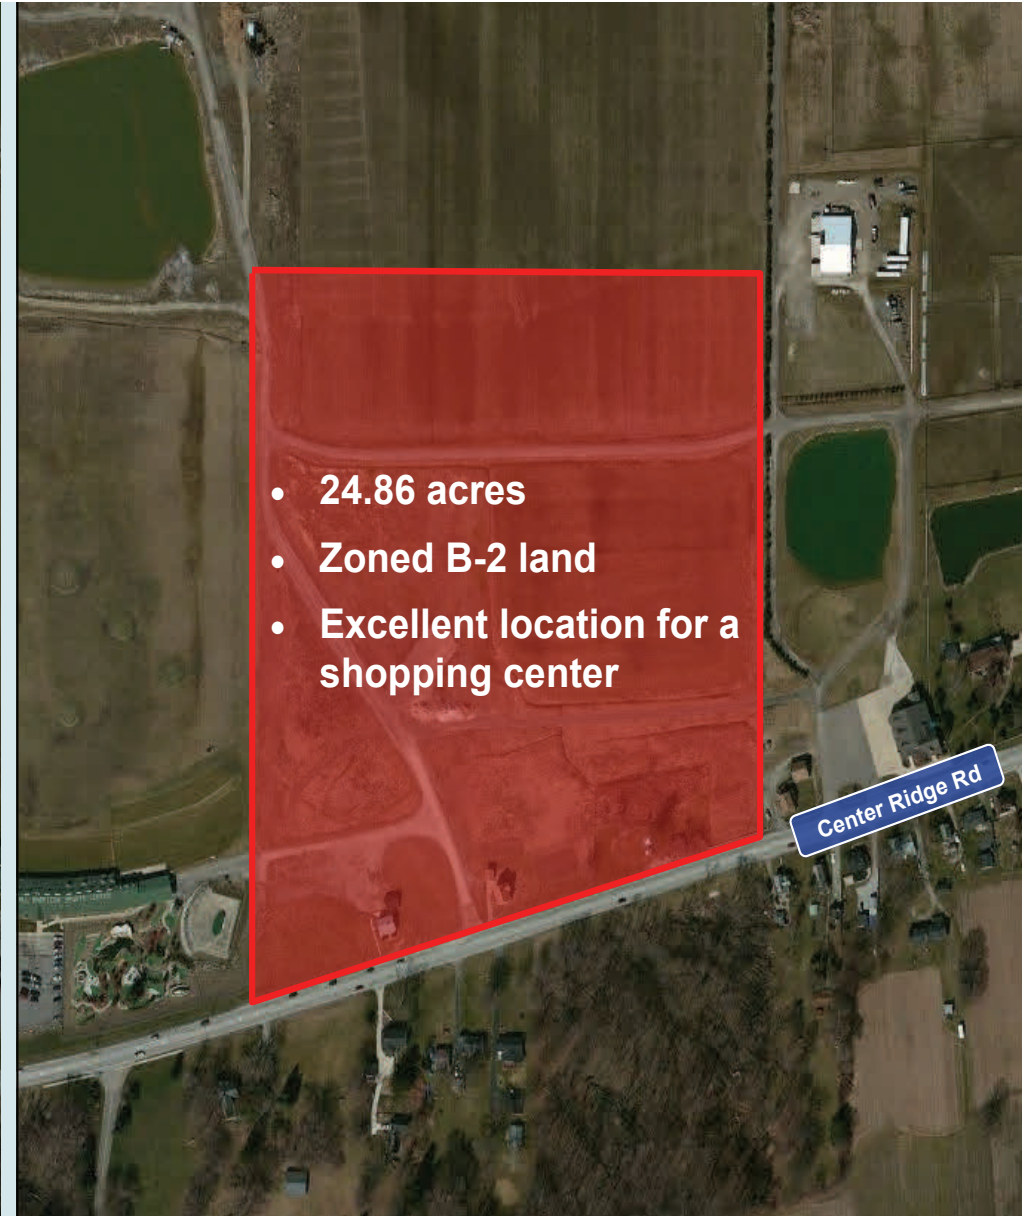 • 24.86 acres
• Zoned B-2 land
• Excellent location for a
shopping center
Center Ridge Rd